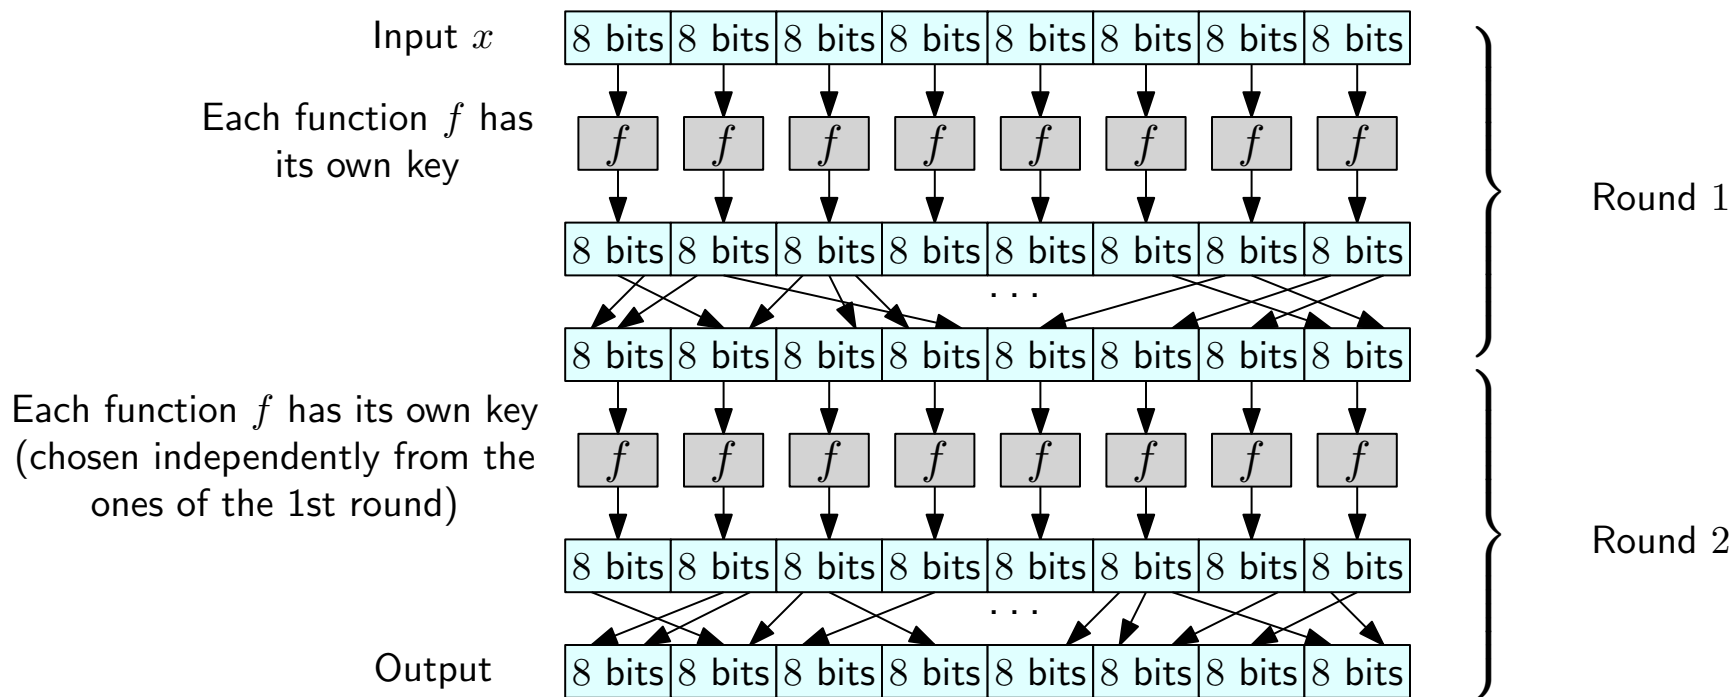 Input x
8 bits 8 bits 8 bits 8 bits 8 bits 8 bits 8 bits 8 bits
Each function f has
its own key
f f f f f f f f
Round 1
8 bits 8 bits 8 bits 8 bits 8 bits 8 bits 8 bits 8 bits
. . .
8 bits 8 bits 8 bits 8 bits 8 bits 8 bits 8 bits 8 bits
Each function f has its own key
(chosen independently from the
ones of the 1st round)
f f f f f f f f
Round 2
8 bits 8 bits 8 bits 8 bits 8 bits 8 bits 8 bits 8 bits
. . .
Output
8 bits 8 bits 8 bits 8 bits 8 bits 8 bits 8 bits 8 bits